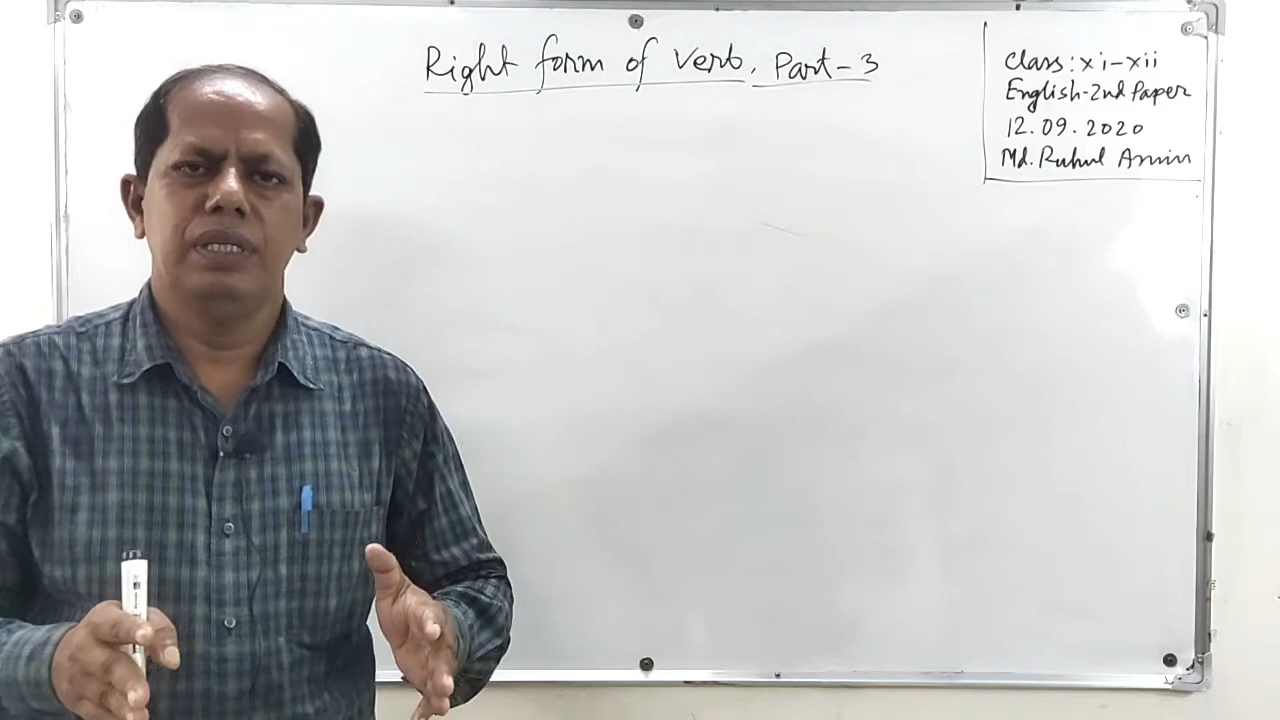 Right form of Verb. Part-3
Class: xi-xii
English-2nd Paper
12.09.2020
Md. Ruhul Amin